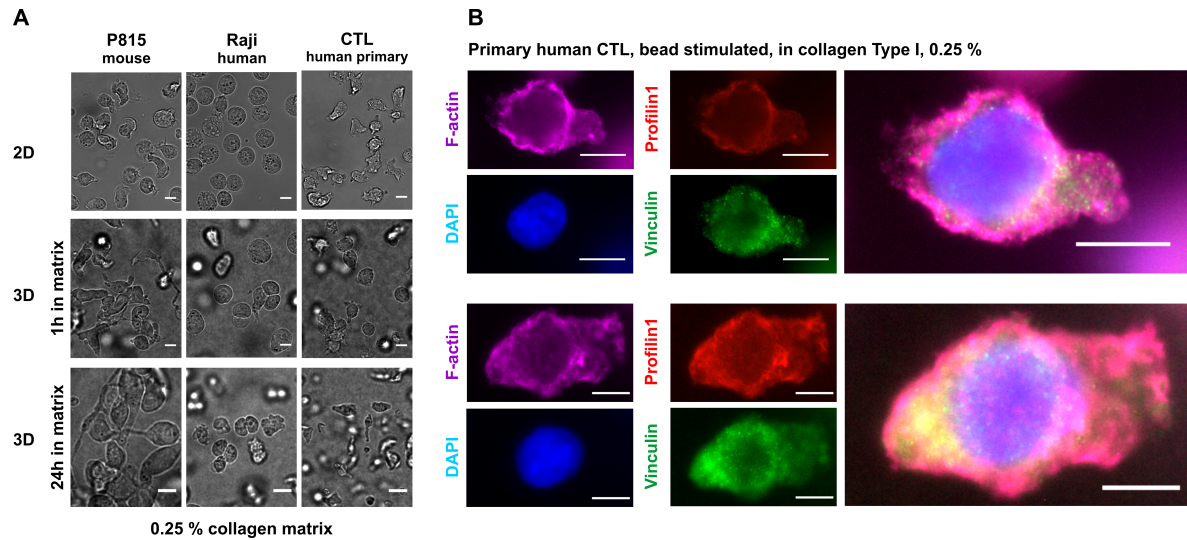 A
P815
mouse
Raji
human
CTL
human primary
2D
3D
1h in matrix
3D
24h in matrix
0.25 % collagen matrix
B
Primary human CTL, bead stimulated, in collagen Type I, 0.25 %
F-actin
Profilin1
DAPI
Vinculin
F-actin
Profilin1
DAPI
Vinculin